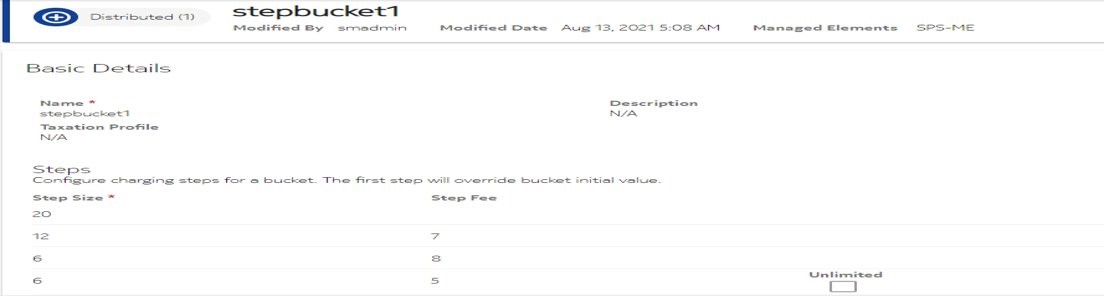 Distributed (1)
stepbucket1
Modified By smadmin Modified Date Aug 13, 2021 5:08 AM Managed Elements SPS-ME
Basic Details
Name * Description
stepbucket1 N/A
Taxation Profile
N/A
Steps
Configure charging steps for a bucket. The first step will override bucket initial value.
Step Size * Step Fee
20
12 7
6 8
Unlimited
6 5